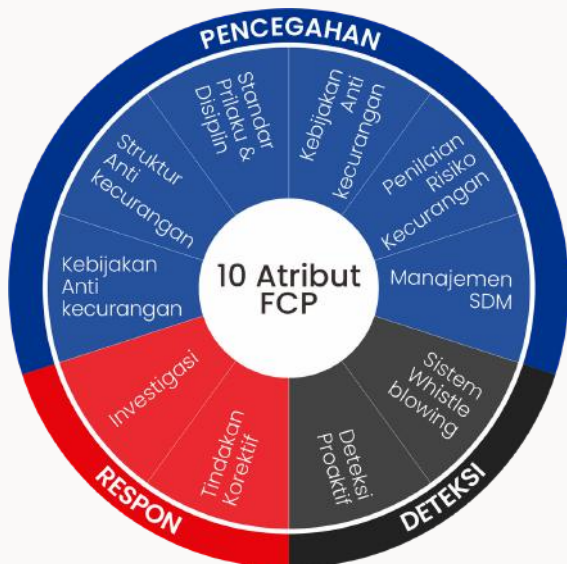 PENCEGAHAN
Kebijakan
Anti
kecurangan
Struktur
Anti
kecurangan
Standar
Prilaku &
Disiplin
Kebijakan
Anti
kecurangan
Penilaian
Risiko
Kecurangan
Manajemen
SDM
10 Atribut
FCP
Sistem
Whistle
blowing
Deteksi
Proaktif
DETEKSI
Tindakan
Korektif
Investigasi
RESPON